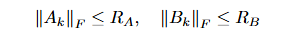 ‖A_k‖_F ≤ R_A, ‖B_k‖_F ≤ R_B